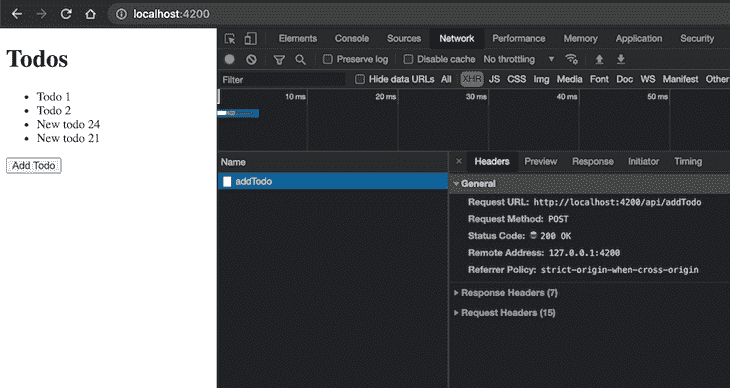 localhost:4200
Todos
Todo 1
Todo 2
New todo 24
New todo 21
Add Todo
Elements Console Sources Network Performance Memory Application Security
Preserve log Disable cache No throttling
Filter Hide data URLs All XHR JS CSS Img Media Font Doc WS Manifest Other
10 ms 20 ms 30 ms 40 ms 50 ms
Name
addTodo
× Headers Preview Response Initiator Timing
General
Request URL: http://localhost:4200/api/addTodo
Request Method: POST
Status Code: 200 OK
Remote Address: 127.0.0.1:4200
Referrer Policy: strict-origin-when-cross-origin
Response Headers (7)
Request Headers (15)